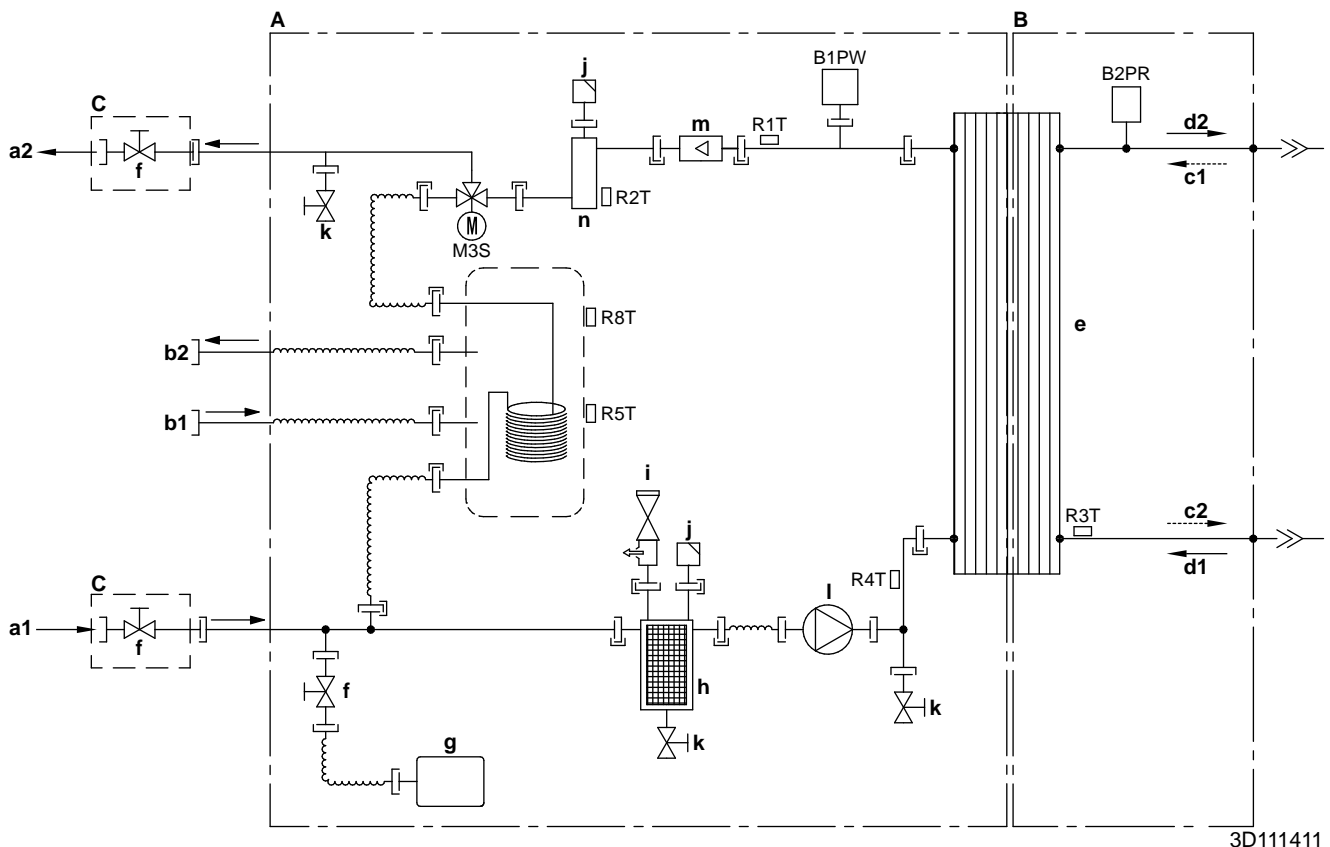 A
B
B1PW
B2PR
j
C
m
R1T
d2
a2
f
c1
R2T
k
n
M
M3S
R8T
e
b2
b1
R5T
i
j
R3T
c2
C
R4T
d1
l
a1
f
h
f
k
k
g
3D111411